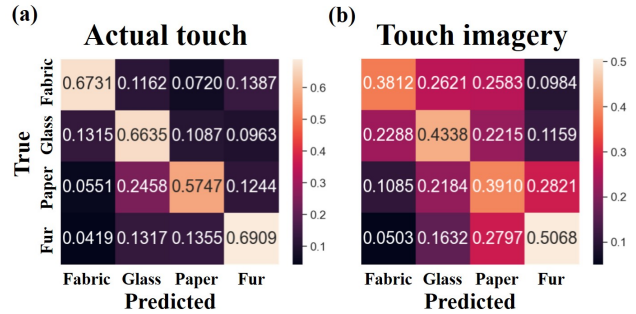 (a) Actual touch
Fabric 0.6731 0.1162 0.0720 0.1387
Glass 0.1315 0.6635 0.1087 0.0963
Paper 0.0551 0.2458 0.5747 0.1244
Fur 0.0419 0.1317 0.1355 0.6909
True
Fabric Glass Paper Fur
Predicted
0.6
0.5
0.4
0.3
0.2
0.1
(b) Touch imagery
0.3812 0.2621 0.2583 0.0984
0.2288 0.4338 0.2215 0.1159
0.1085 0.2184 0.3910 0.2821
0.0503 0.1632 0.2797 0.5068
Fabric Glass Paper Fur
Predicted
0.5
0.4
0.3
0.2
0.1